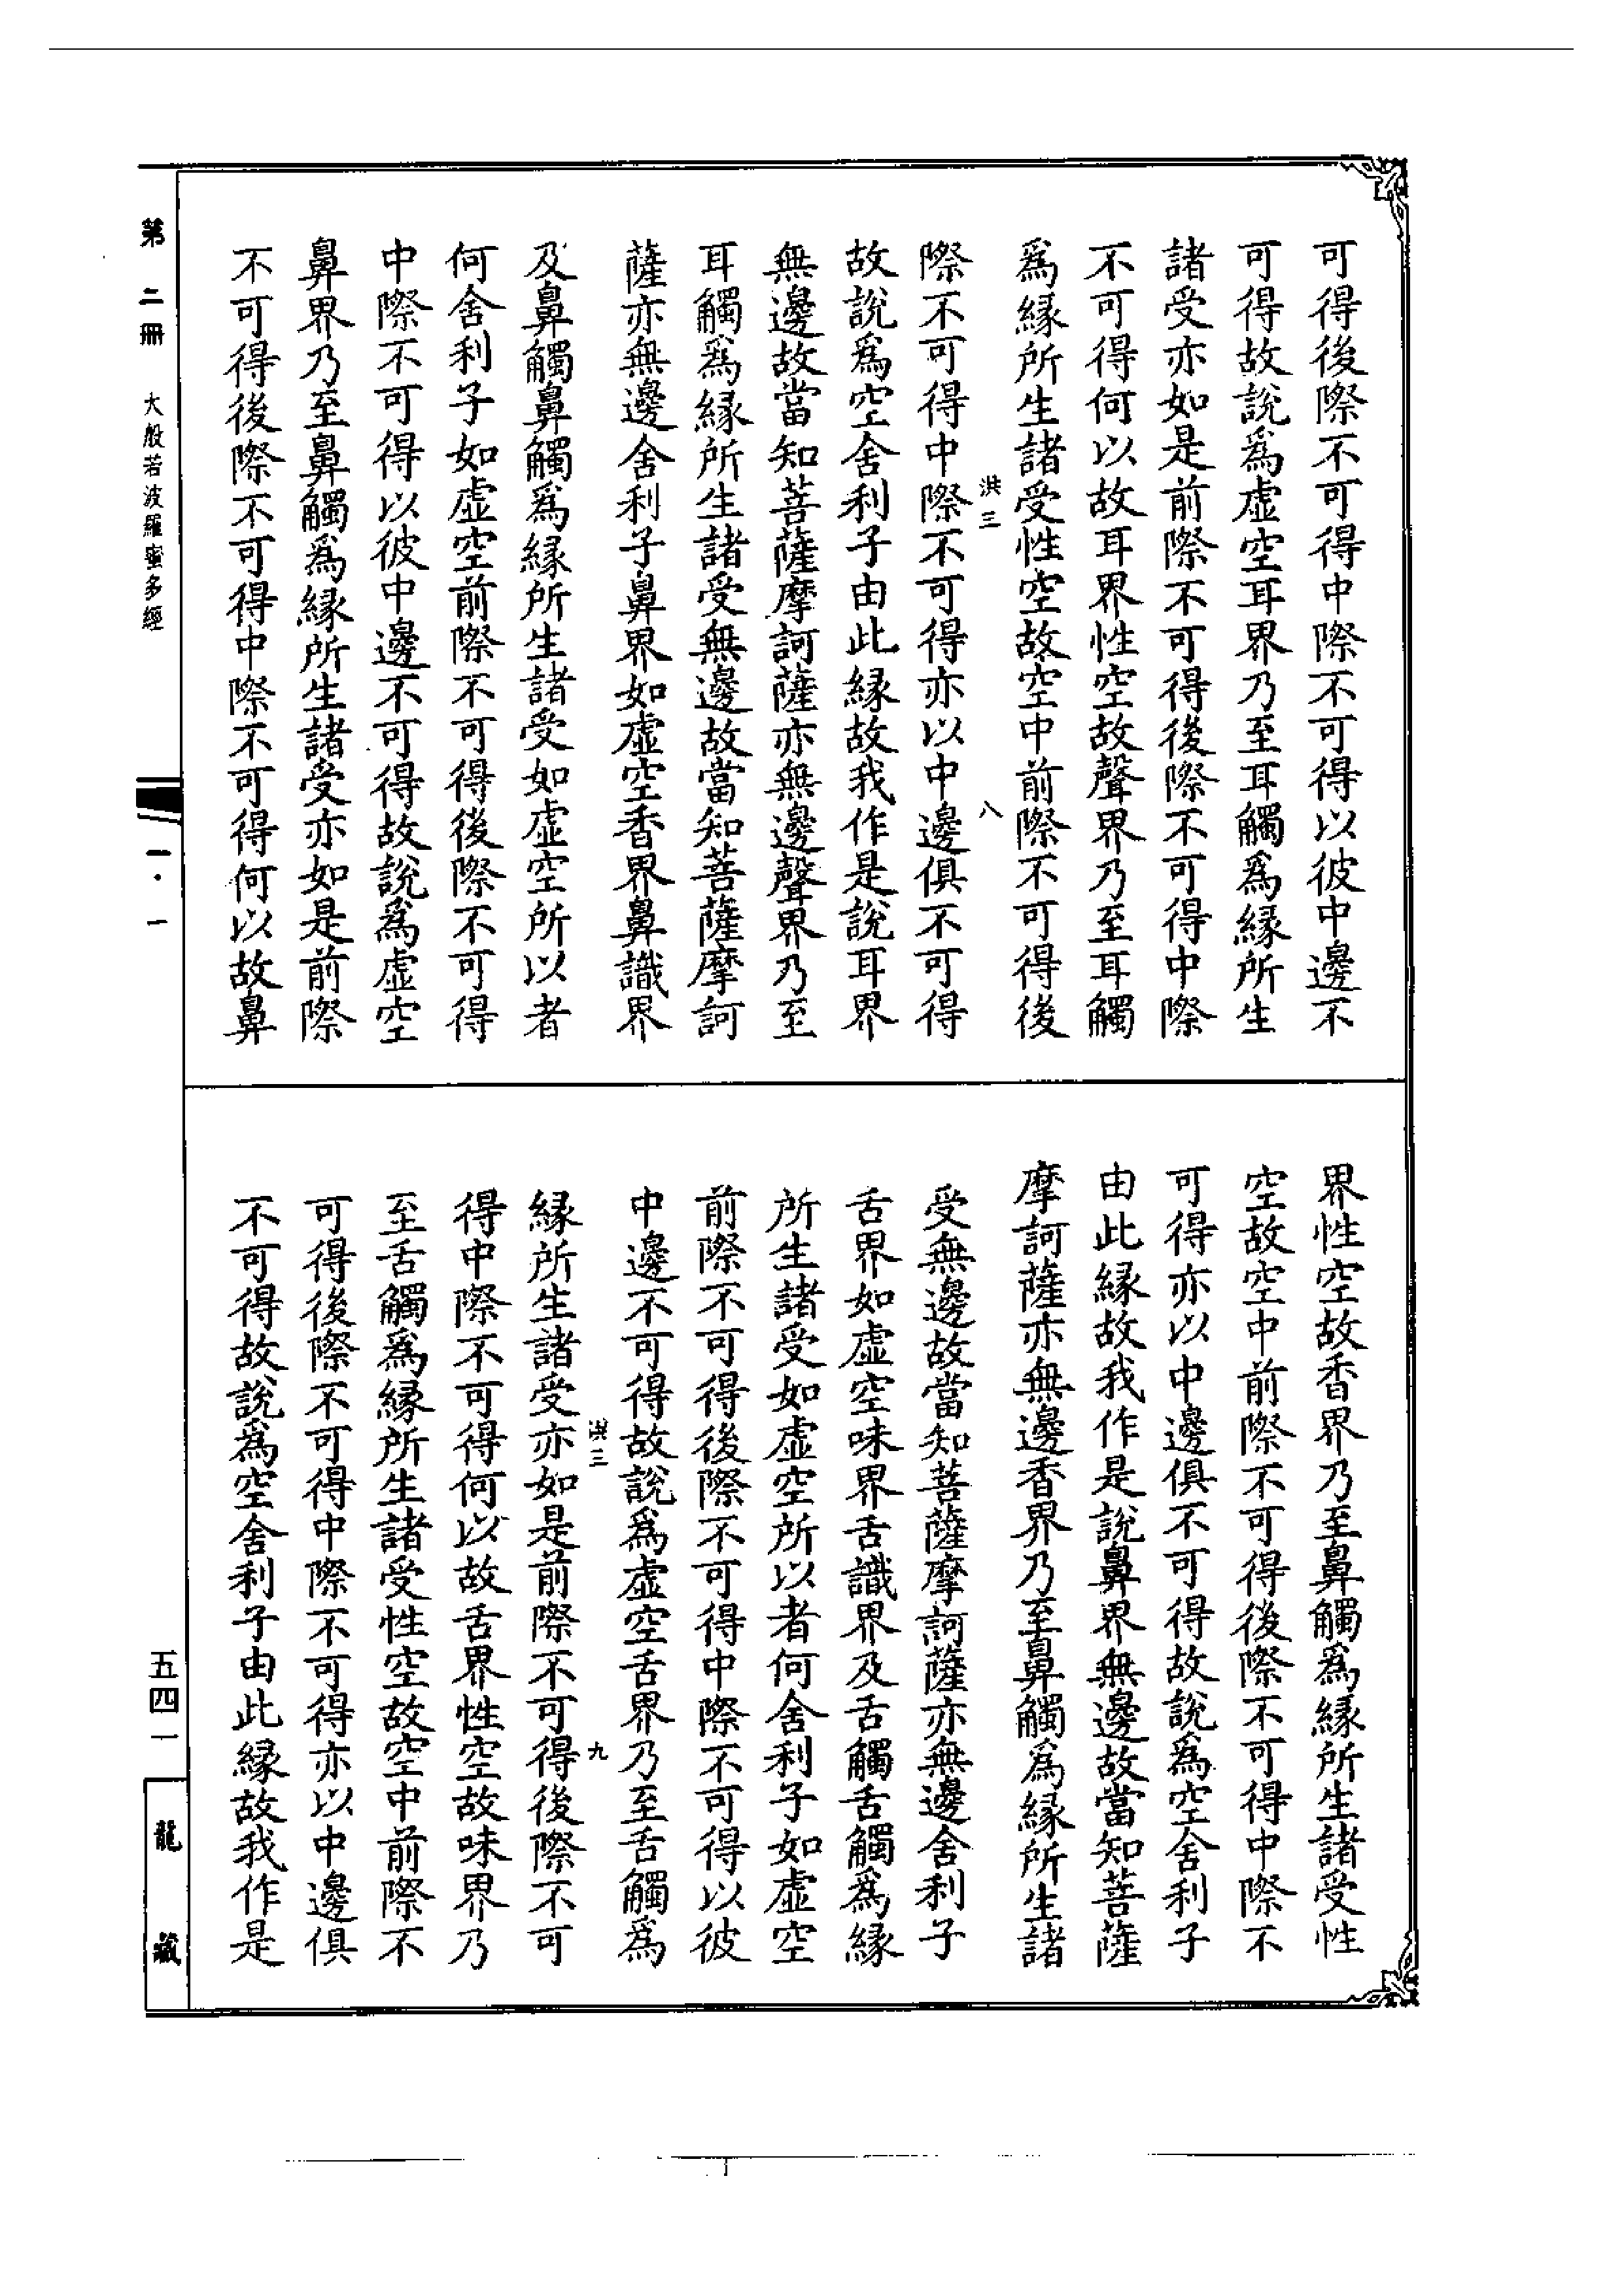 可得後際不可得中際不可得以彼中邊不
可得故說爲虛空耳界乃至耳觸爲緣所生
諸受亦如是前際不可得後際不可得中際
不可得何以故耳界性空故聲界乃至耳觸
爲緣所生諸受性空故空中前際不可得後
洪三 八
際不可得中際不可得亦以中邊俱不可得
故說爲空舍利子由此緣故我作是說耳界
無邊故當知菩薩摩訶薩亦無邊聲界乃至
耳觸爲緣所生諸受無邊故當知菩薩摩訶
薩亦無邊舍利子鼻界如虛空香界鼻識界
及鼻觸鼻觸爲緣所生諸受如虛空所以者
何舍利子如虛空前際不可得後際不可得
中際不可得以彼中邊不可得故說爲虛空
鼻界乃至鼻觸爲緣所生諸受亦如是前際
不可得後際不可得中際不可得何以故鼻
界性空故香界乃至鼻觸爲緣所生諸受性
空故空中前際不可得後際不可得中際不
可得亦以中邊俱不可得故說爲空舍利子
由此緣故我作是說鼻界無邊故當知菩薩
摩訶薩亦無邊香界乃至鼻觸爲緣所生諸
受無邊故當知菩薩摩訶薩亦無邊舍利子
舌界如虛空味界舌識界及舌觸舌觸爲緣
所生諸受如虛空所以者何舍利子如虛空
前際不可得後際不可得中際不可得以彼
中邊不可得故說爲虛空舌界乃至舌觸爲
洪三 九
緣所生諸受亦如是前際不可得後際不可
得中際不可得何以故舌界性空故味界乃
至舌觸爲緣所生諸受性空故空中前際不
可得後際不可得中際不可得亦以中邊俱
不可得故說爲空舍利子由此緣故我作是
第二冊 大般若波羅蜜多經 一·一 五四一 龍藏